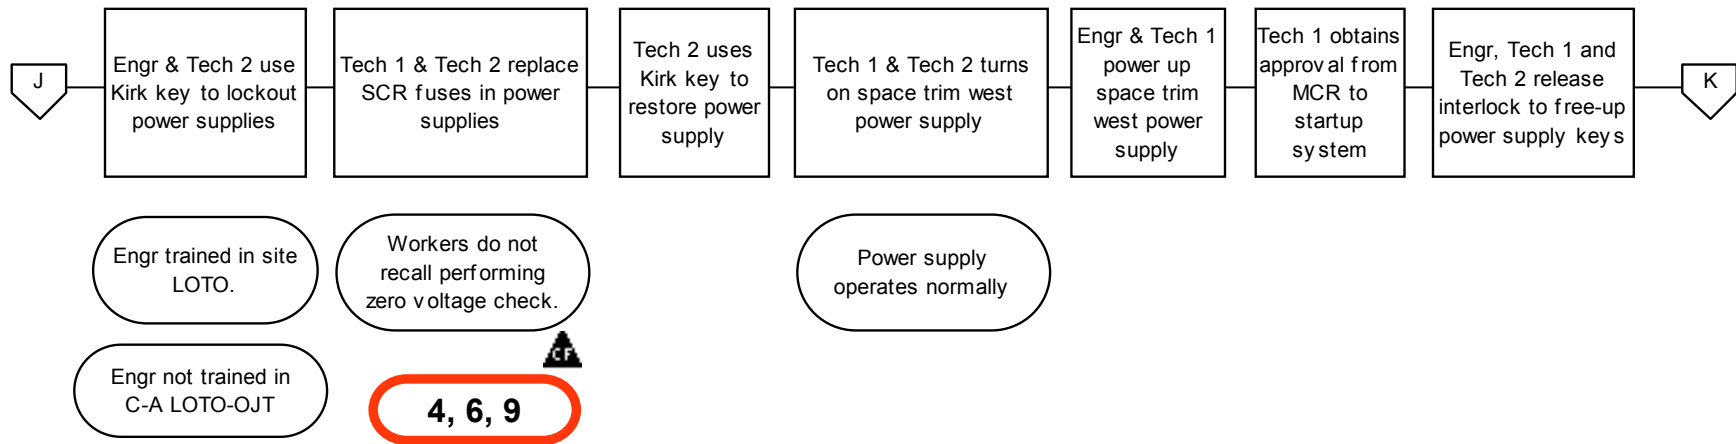 J
Engr & Tech 2 use
Kirk key to lockout
power supplies
Tech 1 & Tech 2 replace
SCR fuses in power
supplies
Tech 2 uses
Kirk key to
restore power
supply
Tech 1 & Tech 2 turns
on space trim west
power supply
Engr & Tech 1
power up
space trim
west power
supply
Tech 1 obtains
approval from
MCR to
startup
system
Engr, Tech 1 and
Tech 2 release
interlock to free-up
power supply keys
K
Engr trained in site
LOTO.
Workers do not
recall performing
zero voltage check.
CF
Power supply
operates normally
Engr not trained in
C-A LOTO-OJT
4, 6, 9